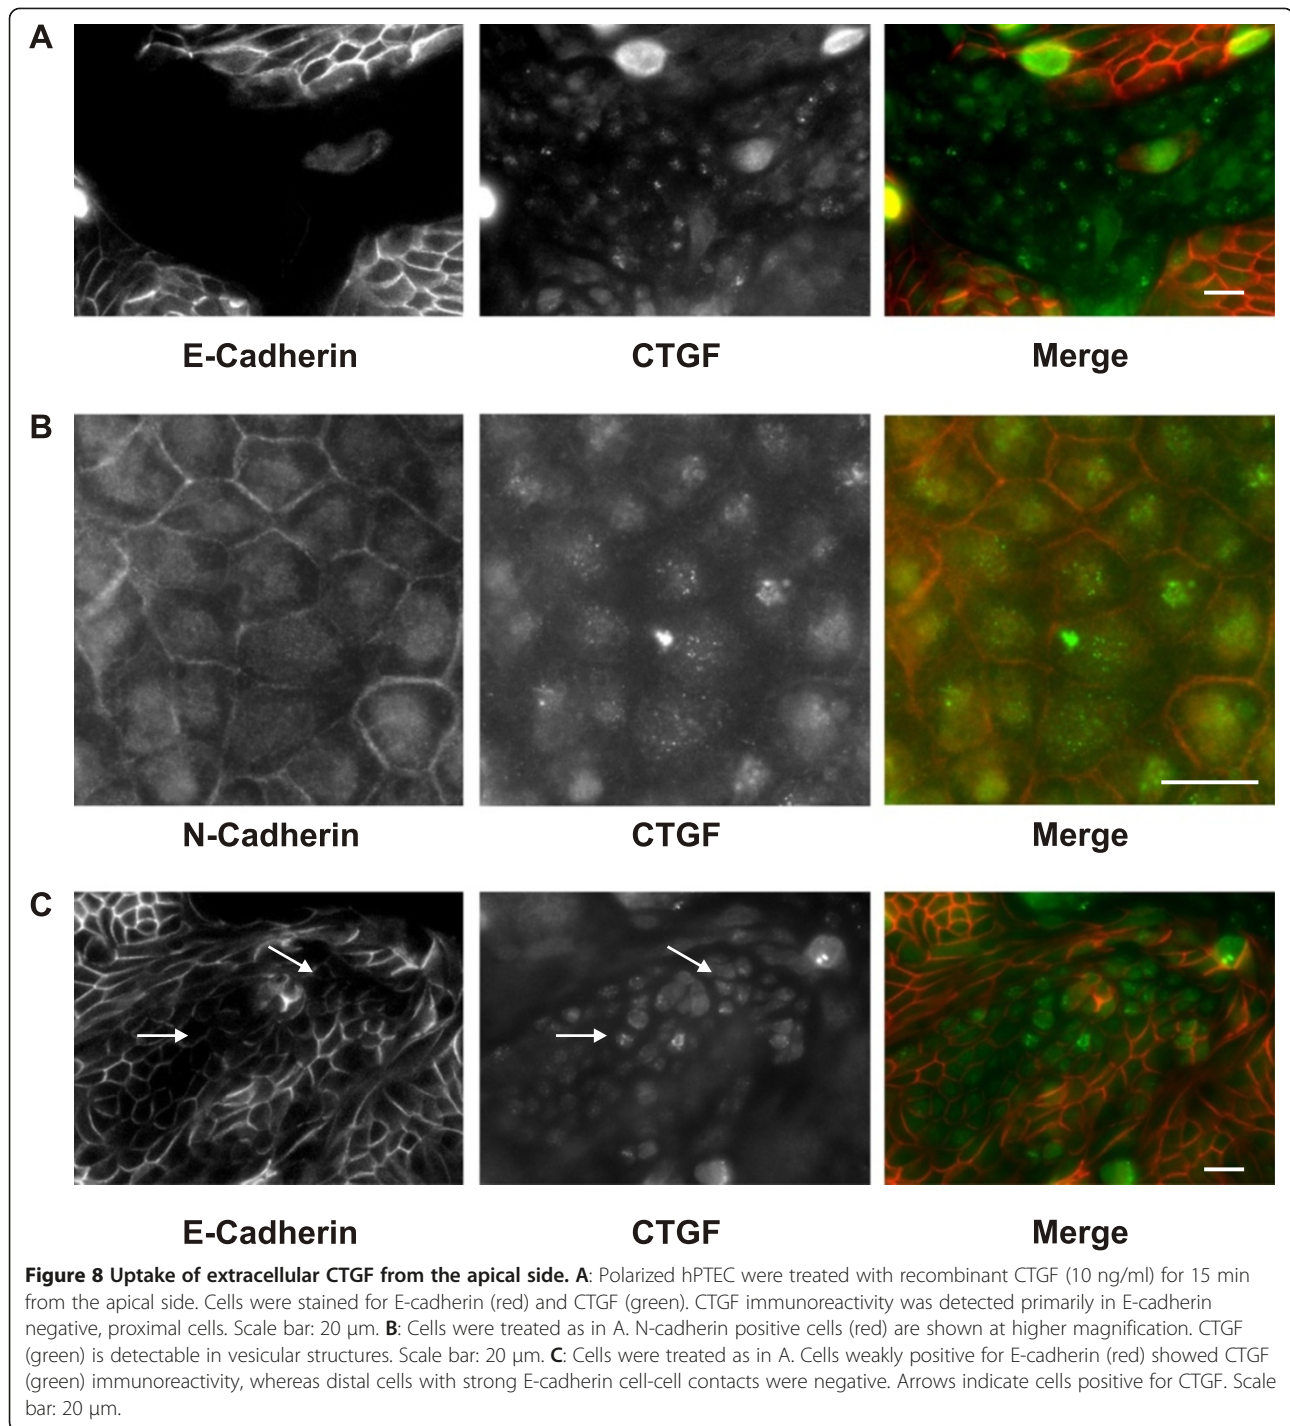 A
E-Cadherin CTGF Merge
B
N-Cadherin CTGF Merge
C
E-Cadherin CTGF Merge
Figure 8 Uptake of extracellular CTGF from the apical side. A: Polarized hPTEC were treated with recombinant CTGF (10 ng/ml) for 15 min
from the apical side. Cells were stained for E-cadherin (red) and CTGF (green). CTGF immunoreactivity was detected primarily in E-cadherin
negative, proximal cells. Scale bar: 20 μm. B: Cells were treated as in A. N-cadherin positive cells (red) are shown at higher magnification. CTGF
(green) is detectable in vesicular structures. Scale bar: 20 μm. C: Cells were treated as in A. Cells weakly positive for E-cadherin (red) showed CTGF
(green) immunoreactivity, whereas distal cells with strong E-cadherin cell-cell contacts were negative. Arrows indicate cells positive for CTGF. Scale
bar: 20 μm.